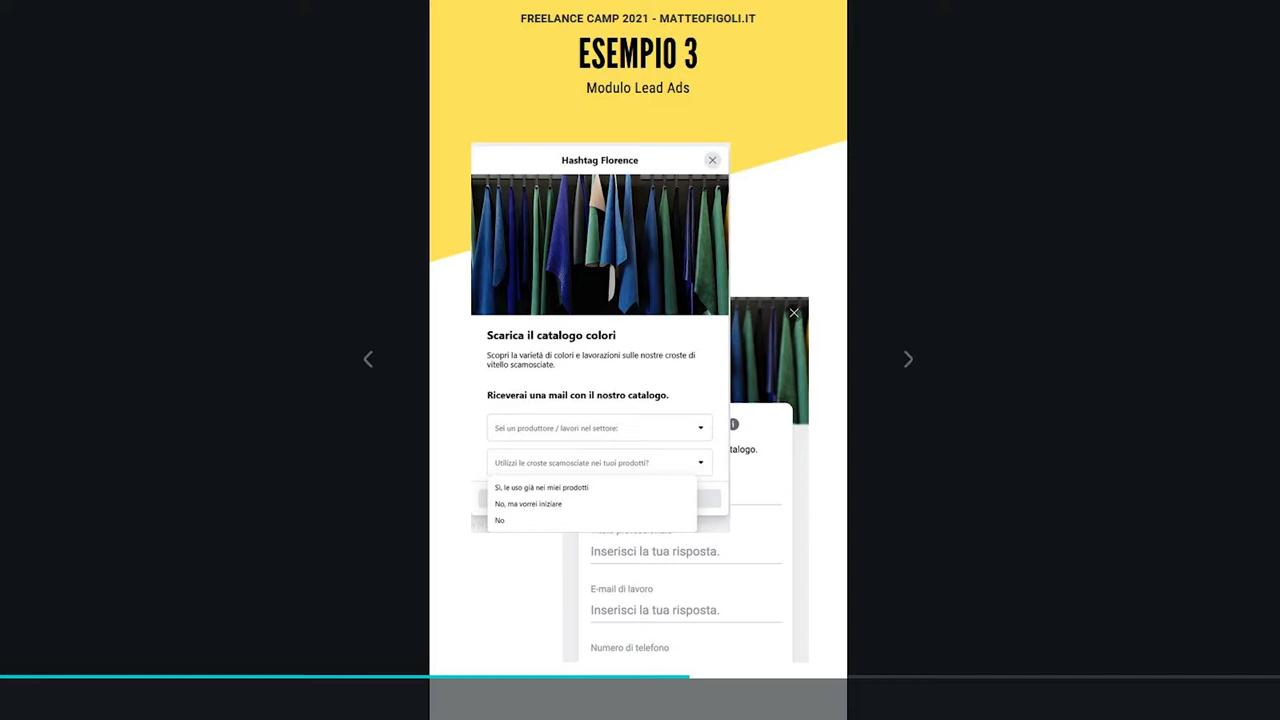 FREELANCE CAMP 2021 - MATTEOFIGOLI.IT
ESEMPIO 3
Modulo Lead Ads
Hashtag Florence
Scarica il catalogo colori
Scopri la varietà di colori e lavorazioni sulle nostre croste di
vitello scamosciate.
Riceverai una mail con il nostro catalogo.
Sei un produttore / lavori nel settore:
Utilizzi le croste scamosciate nei tuoi prodotti?
Sì, le uso già nei miei prodotti
No, ma vorrei iniziare
No
talogo.
Inserisci la tua risposta.
E-mail di lavoro
Inserisci la tua risposta.
Numero di telefono